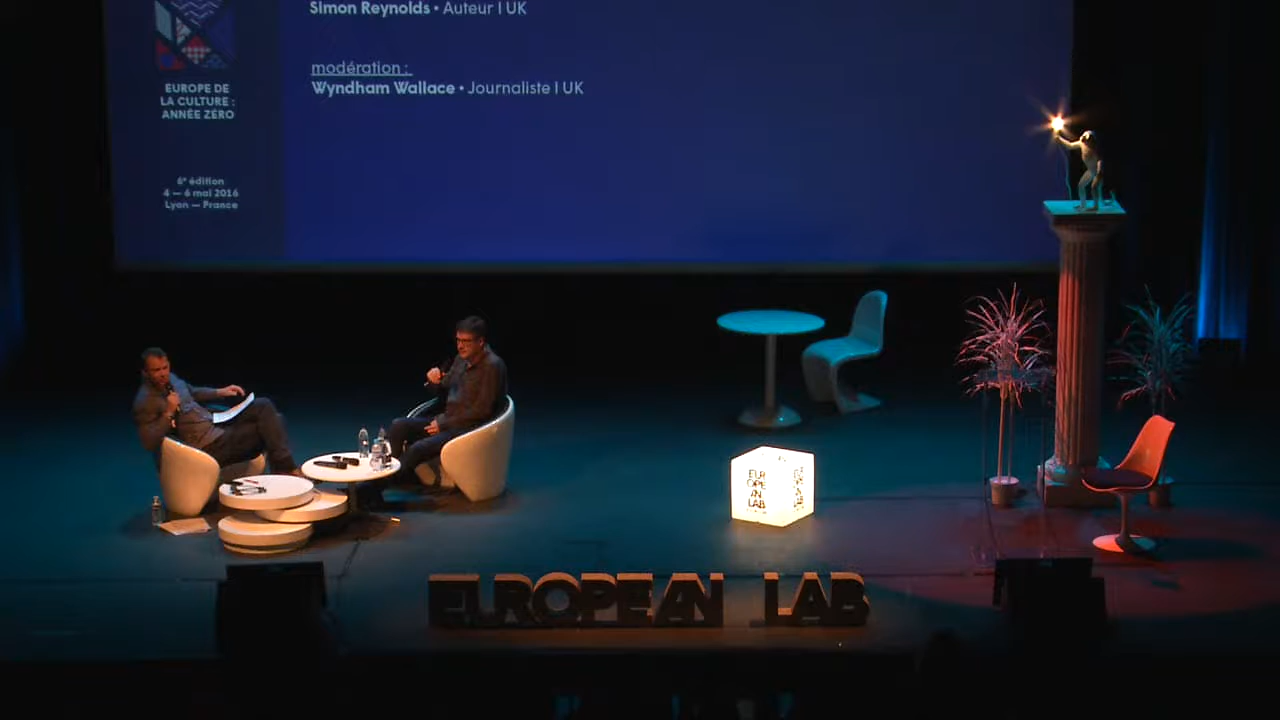 Simon Reynolds • Auteur | UK
modération :
Wyndham Wallace • Journaliste | UK
EUROPE DE
LA CULTURE :
ANNÉE ZÉRO
6e édition
4 — 6 mai 2016
Lyon — France
EUR
OPE
AN
LAB
EUROPEAN LAB